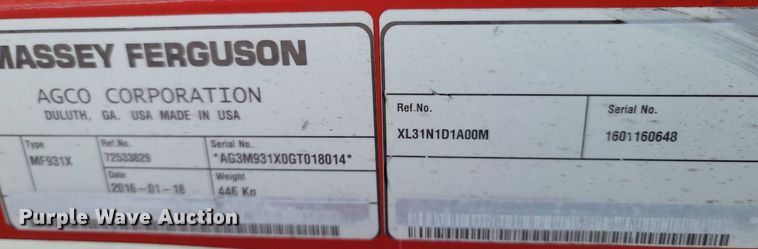 MASSEY FERGUSON
AGCO CORPORATION
DULUTH, GA. USA MADE IN USA
Type Ref.No. Serial No.
MF931X 72533829 *AG3M931X0GT018014*
Date Weight
2016-01-18 446 Kg
Ref.No. Serial No.
XL31N1D1A00M 1601160648
Purple Wave Auction